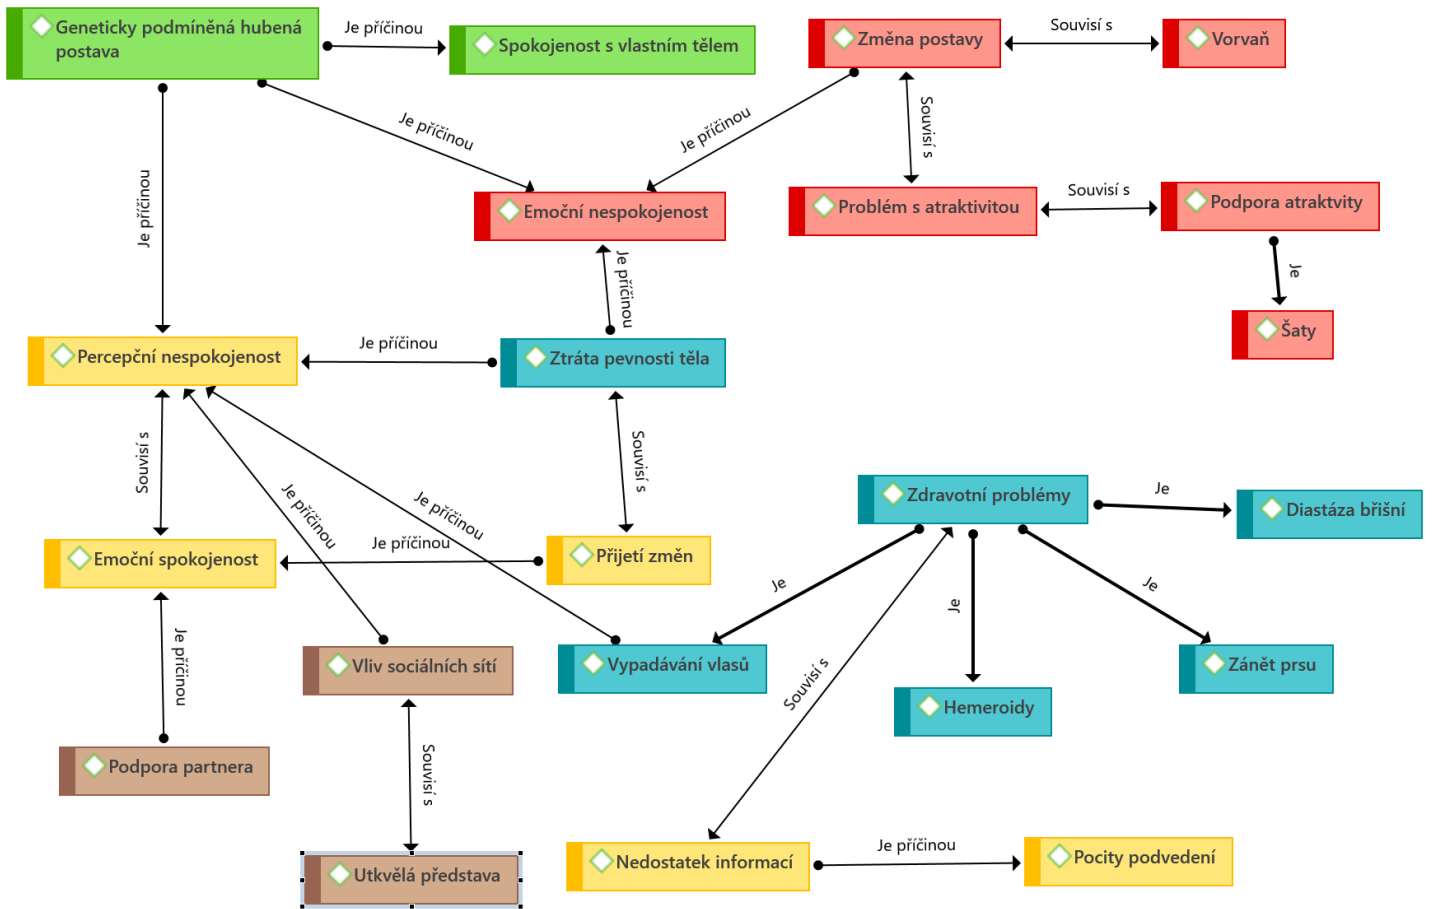 Geneticky podmíněná hubená
postava
Je příčinou
Spokojenost s vlastním tělem
Změna postavy
Souvisí s
Vorvaň
Je příčinou
Je příčinou
Je příčinou
Souvisí s
Emoční nespokojenost
Problém s atraktivitou
Souvisí s
Podpora atraktvity
Je příčinou
Je
Šaty
Percepční nespokojenost
Je příčinou
Ztráta pevnosti těla
Souvisí s
Je příčinou
Je příčinou
Souvisí s
Zdravotní problémy
Je
Diastáza břišní
Emoční spokojenost
Je příčinou
Přijetí změn
Je
Je
Je
Je příčinou
Vliv sociálních sítí
Vypadávání vlasů
Souvisí s
Zánět prsu
Hemeroidy
Podpora partnera
Souvisí s
Utkvělá představa
Nedostatek informací
Je příčinou
Pocity podvedení